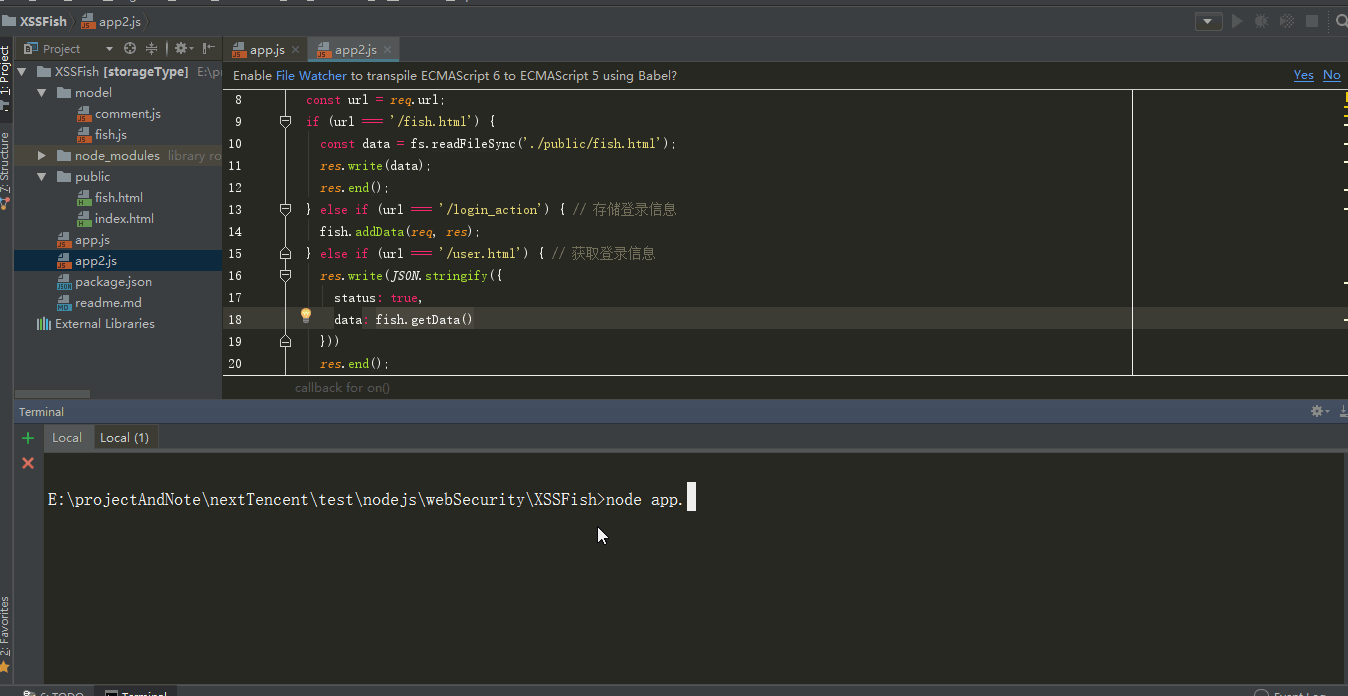 XSSFish app2.js
Project
app.js
app2.js
Enable File Watcher to transpile ECMAScript 6 to ECMAScript 5 using Babel? Yes No
1: Project
XSSFish [storageType] E:\p
model
comment.js
fish.js
node_modules library ro
public
fish.html
index.html
app.js
app2.js
package.json
readme.md
External Libraries
Z: Structure
8 const url = req.url;
9 if (url === '/fish.html') {
10 const data = fs.readFileSync('./public/fish.html');
11 res.write(data);
12 res.end();
13 } else if (url === '/login_action') { // 存储登录信息
14 fish.addData(req, res);
15 } else if (url === '/user.html') { // 获取登录信息
16 res.write(JSON.stringify({
17 status: true,
18 data: fish.getData()
19 }))
20 res.end();
callback for on()
Terminal
Local Local (1)
E:\projectAndNote\nextTencent\test\nodejs\webSecurity\XSSFish>node app.
2: Favorites
6: TODO Terminal Event Log